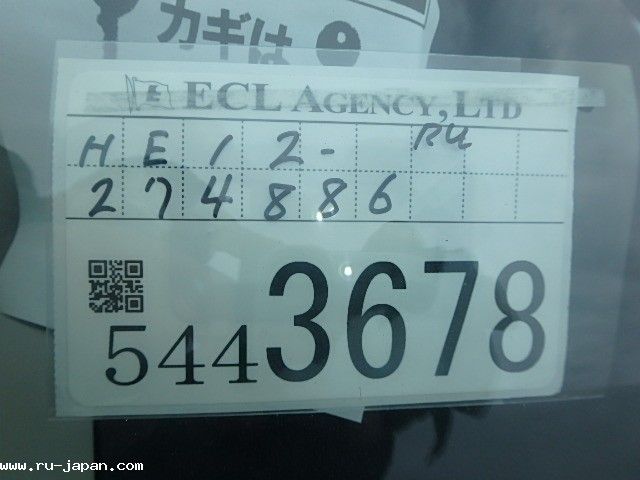 カギは
E ECL AGENCY, LTD
HE12- RU
274886
5443678
www.ru-japan.com